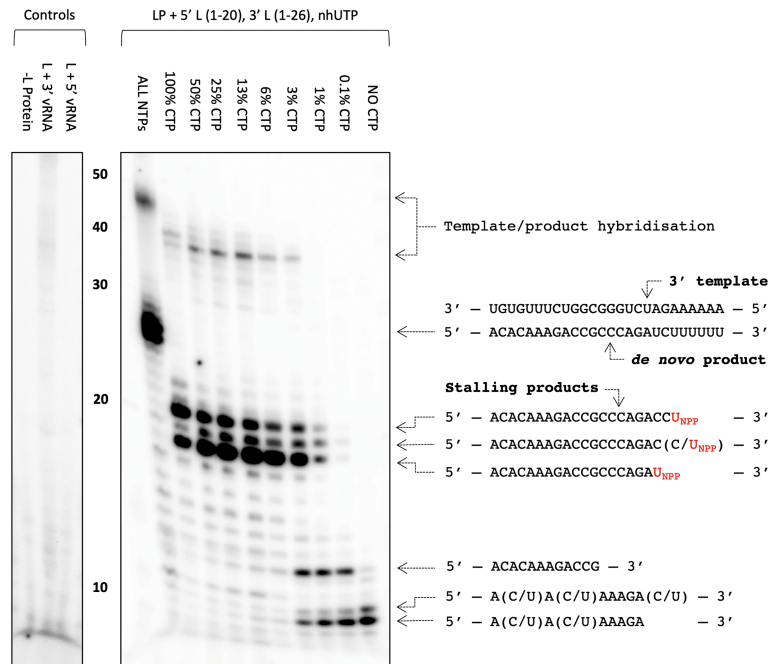 Controls
LP + 5’ L (1-20), 3’ L (1-26), nhUTP
-L Protein
L + 3’ vRNA
L + 5’ vRNA
ALL NTPs
100% CTP
50% CTP
25% CTP
13% CTP
6% CTP
3% CTP
1% CTP
0.1% CTP
NO CTP
50
40
30
20
10
Template/product hybridisation
3’ template
3’ — UGUGUUUCUGGCGGGUCUAGAAAAAA — 5’
5’ — ACACAAAGACCGCCCAGAUCUUUUUU — 3’
de novo product
Stalling products
5’ — ACACAAAGACCGCCCAGACCUNPP — 3’
5’ — ACACAAAGACCGCCCAGAC(C/UNPP) — 3’
5’ — ACACAAAGACCGCCCAGAUNPP — 3’
5’ — ACACAAAGACCG — 3’
5’ — A(C/U)A(C/U)AAAGA(C/U) — 3’
5’ — A(C/U)A(C/U)AAAGA — 3’